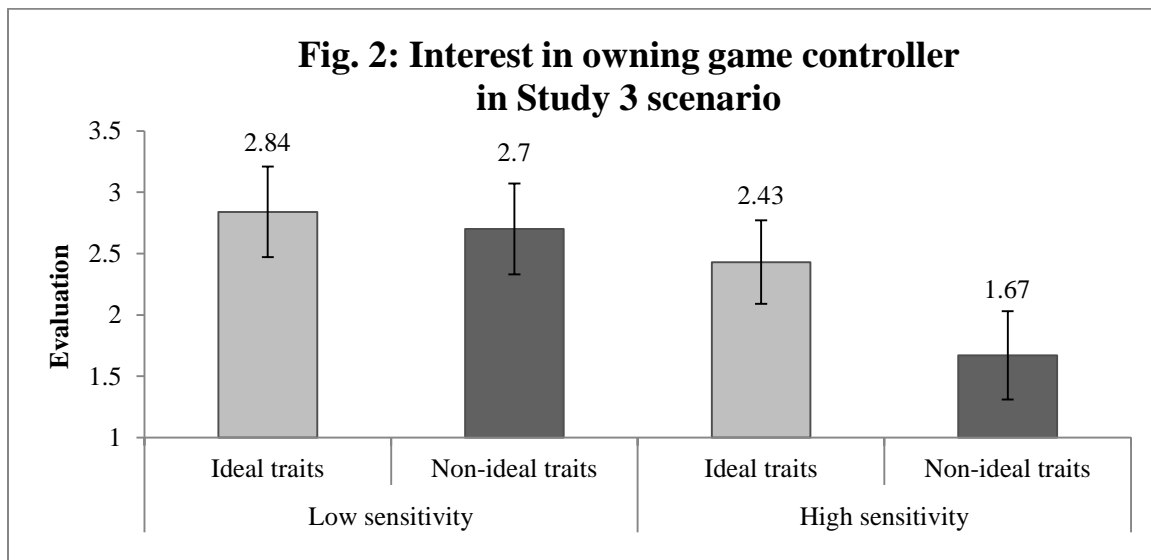 Fig. 2: Interest in owning game controller
in Study 3 scenario
3.5
3
2.5
2
1.5
1
Evaluation
2.84
2.7
2.43
1.67
Ideal traits
Non-ideal traits
Ideal traits
Non-ideal traits
Low sensitivity
High sensitivity